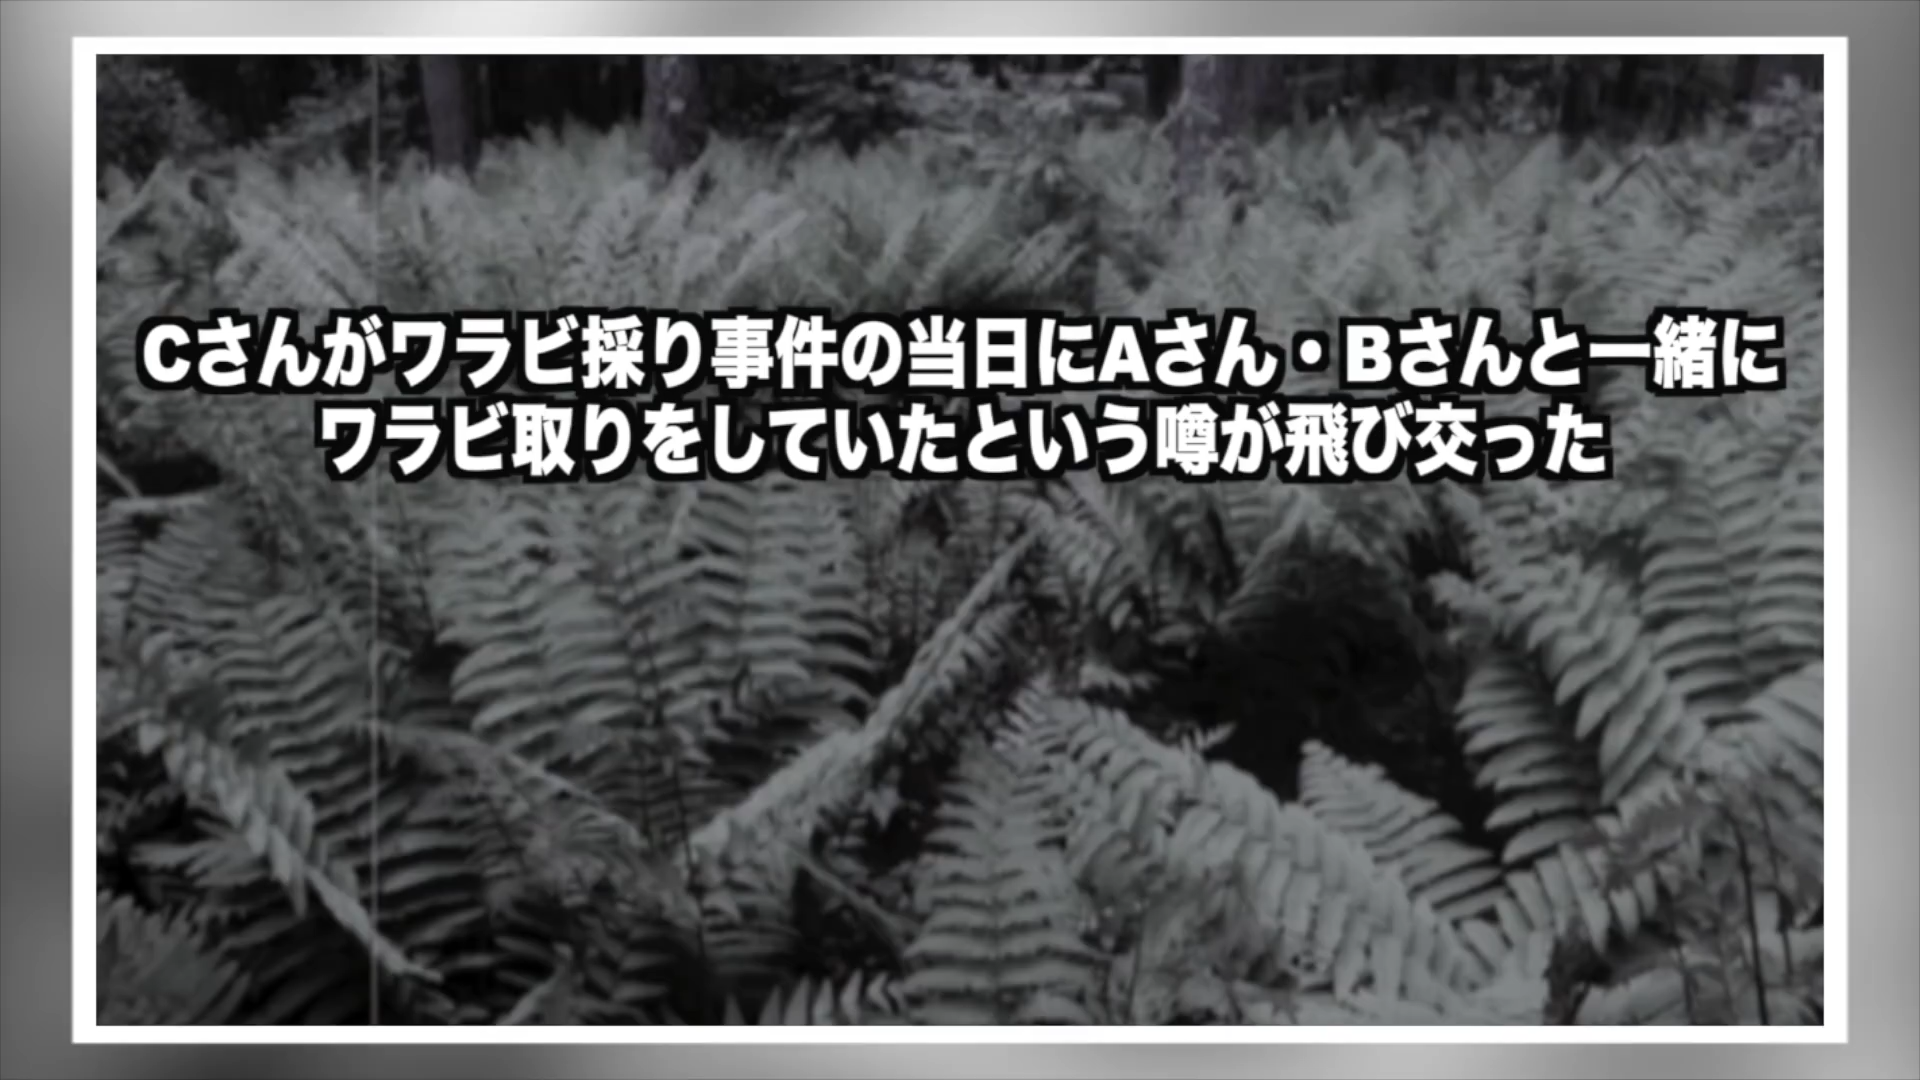 Cさんがワラビ採り事件の当日にAさん・Bさんと一緒に
ワラビ取りをしていたという噂が飛び交った